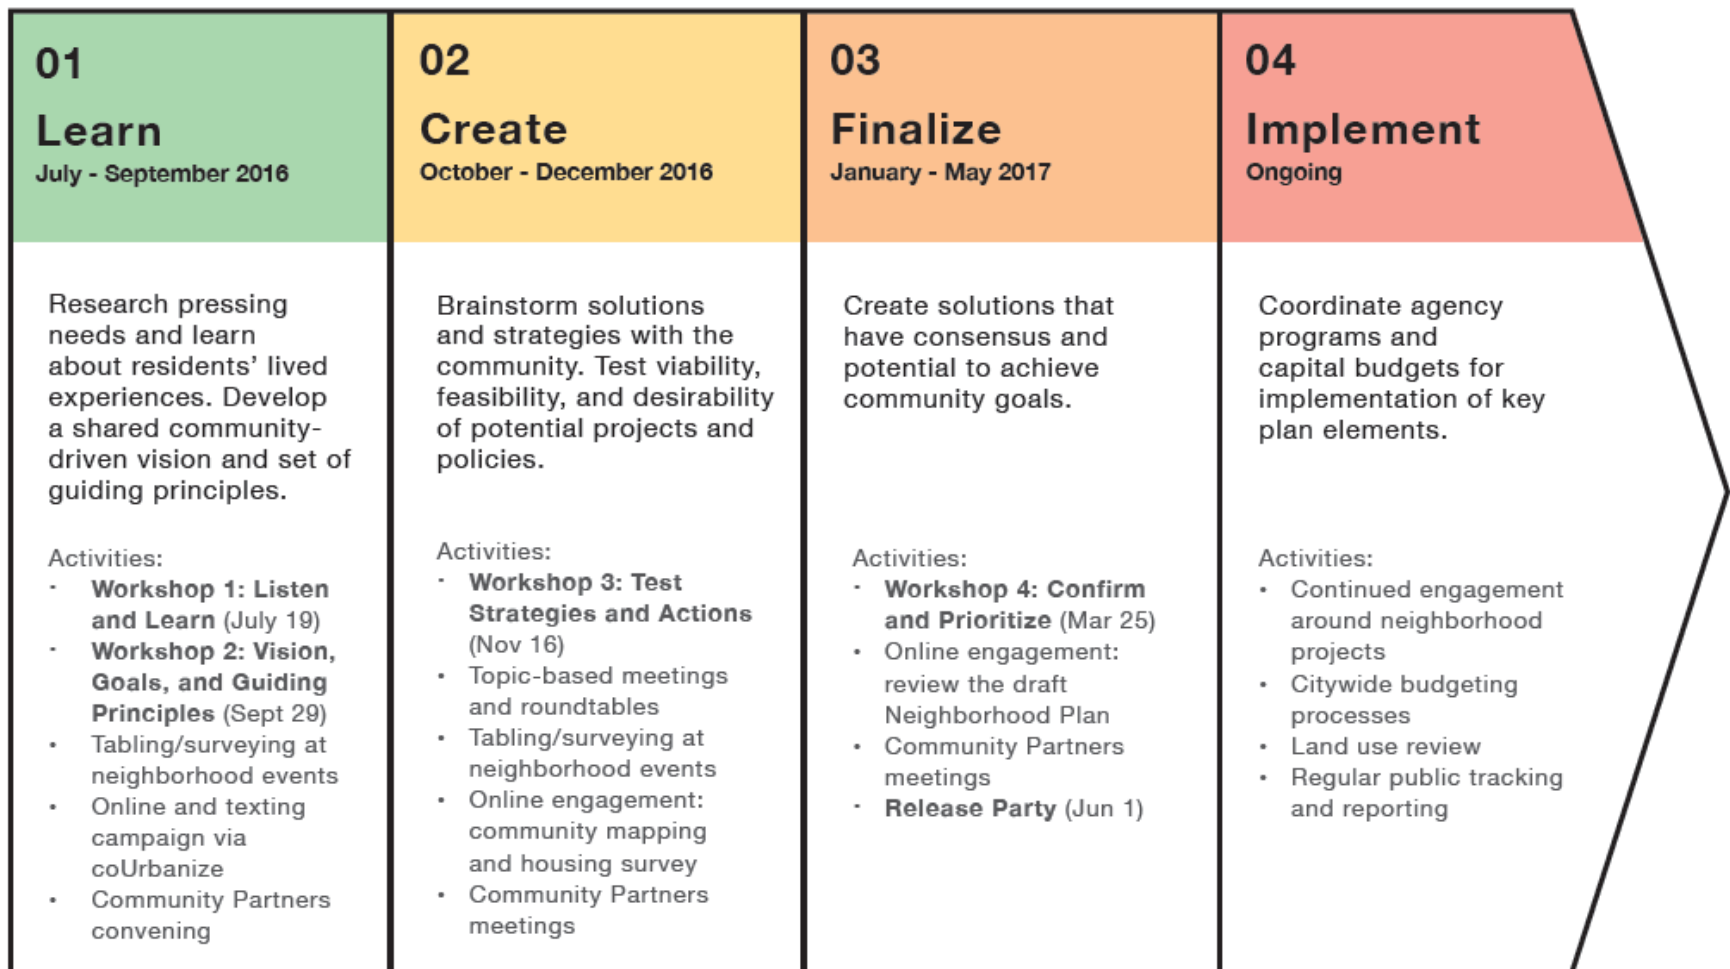 01
Learn
July - September 2016
Research pressing
needs and learn
about residents’ lived
experiences. Develop
a shared community-
driven vision and set of
guiding principles.
Activities:
· Workshop 1: Listen
and Learn (July 19)
· Workshop 2: Vision,
Goals, and Guiding
Principles (Sept 29)
• Tabling/surveying at
neighborhood events
• Online and texting
campaign via
coUrbanize
• Community Partners
convening
02
Create
October - December 2016
Brainstorm solutions
and strategies with the
community. Test viability,
feasibility, and desirability
of potential projects and
policies.
Activities:
· Workshop 3: Test
Strategies and Actions
(Nov 16)
• Topic-based meetings
and roundtables
• Tabling/surveying at
neighborhood events
• Online engagement:
community mapping
and housing survey
• Community Partners
meetings
03
Finalize
January - May 2017
Create solutions that
have consensus and
potential to achieve
community goals.
Activities:
· Workshop 4: Confirm
and Prioritize (Mar 25)
• Online engagement:
review the draft
Neighborhood Plan
• Community Partners
meetings
· Release Party (Jun 1)
04
Implement
Ongoing
Coordinate agency
programs and
capital budgets for
implementation of key
plan elements.
Activities:
• Continued engagement
around neighborhood
projects
• Citywide budgeting
processes
• Land use review
• Regular public tracking
and reporting